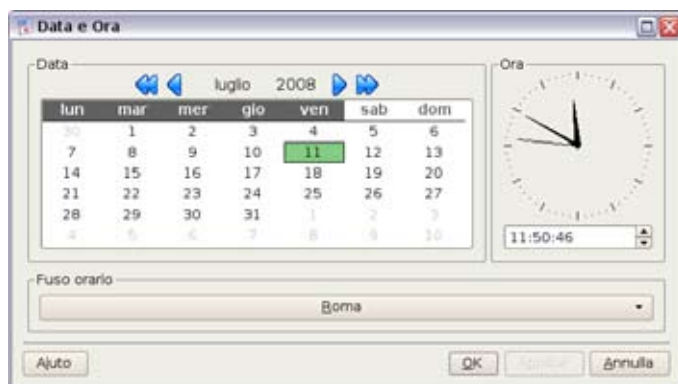 Data e Ora
Data
luglio 2008
lun mar mer gio ven sab dom
30 1 2 3 4 5 6
7 8 9 10 11 12 13
14 15 16 17 18 19 20
21 22 23 24 25 26 27
28 29 30 31 1 2 3
4 5 6 7 8 9 10
Ora
11:50:46
Fuso orario
Roma
Aiuto
OK
Annulla